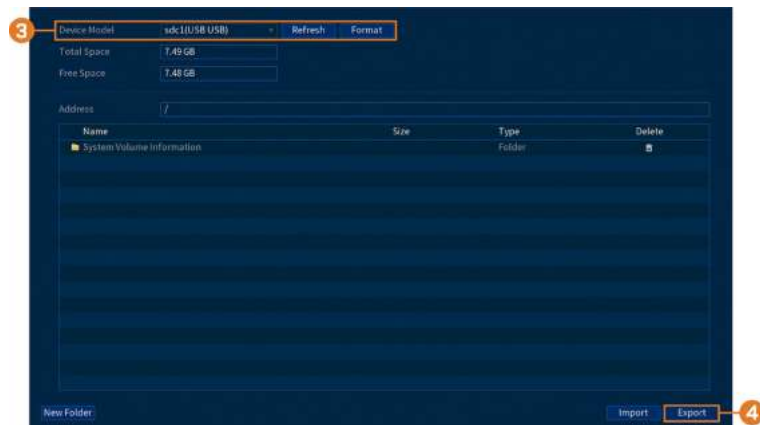 3 Device Model sdc1(USB USB) Refresh Format
Total Space 7.49 GB
Free Space 7.48 GB
Address /
Name Size Type Delete
System Volume Information Folder
New Folder Import Export 4